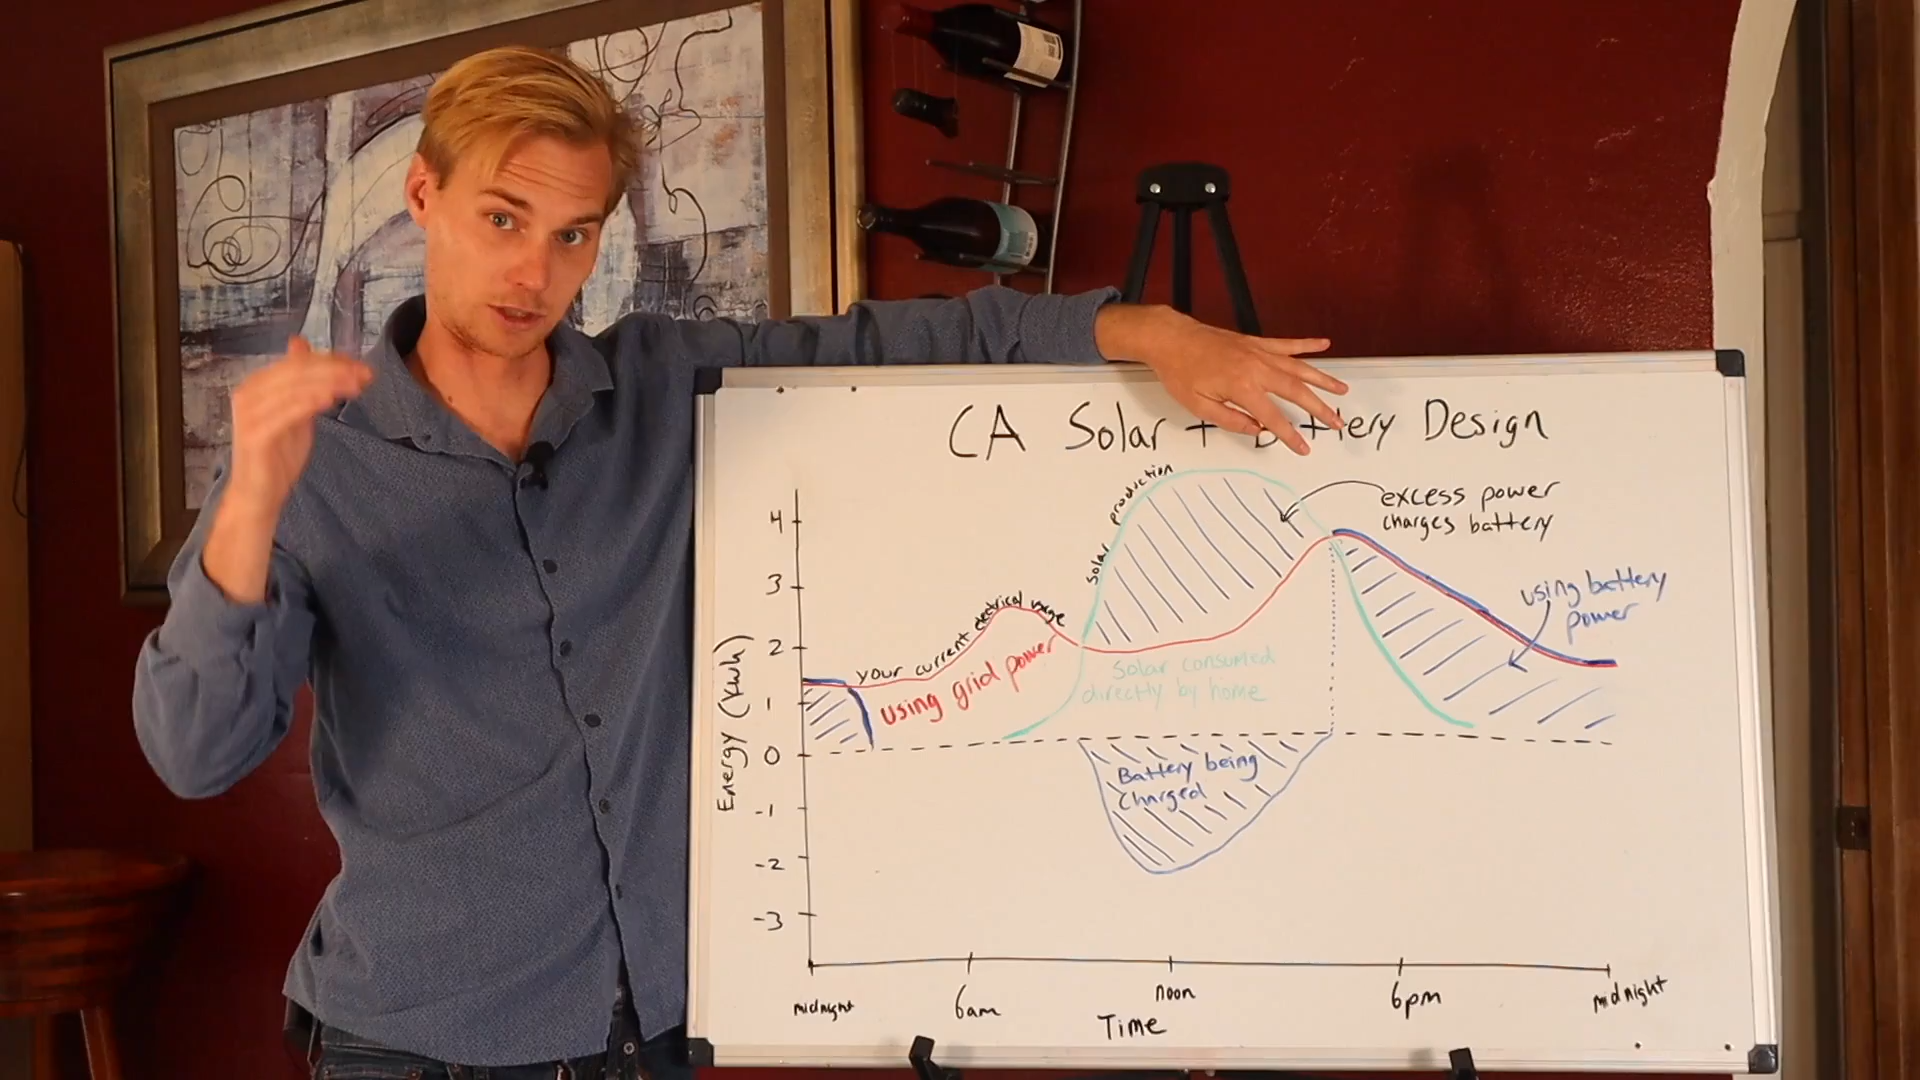 CA Solar + Battery Design
solar production
excess power
charges battery
4
3
2
1
0
-1
-2
-3
Energy (kwh)
your current electrical usage
using grid power
Solar consumed
directly by home
using battery
power
Battery being
Charged
midnight
6am
noon
6pm
midnight
Time